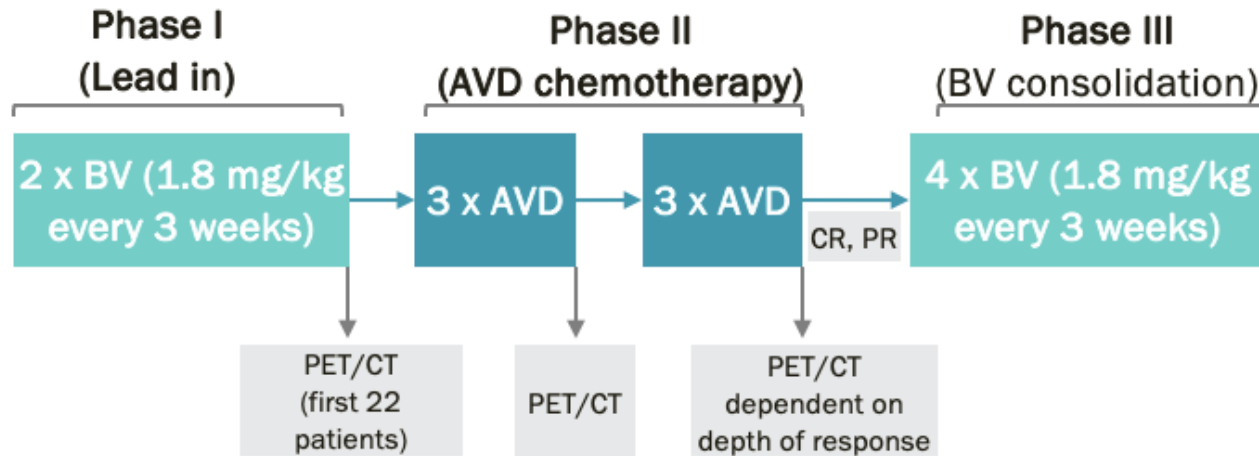 Phase I
(Lead in)
Phase II
(AVD chemotherapy)
Phase III
(BV consolidation)
2 x BV (1.8 mg/kg
every 3 weeks)
3 x AVD
3 x AVD
CR, PR
4 x BV (1.8 mg/kg
every 3 weeks)
PET/CT
(first 22
patients)
PET/CT
PET/CT
dependent on
depth of response